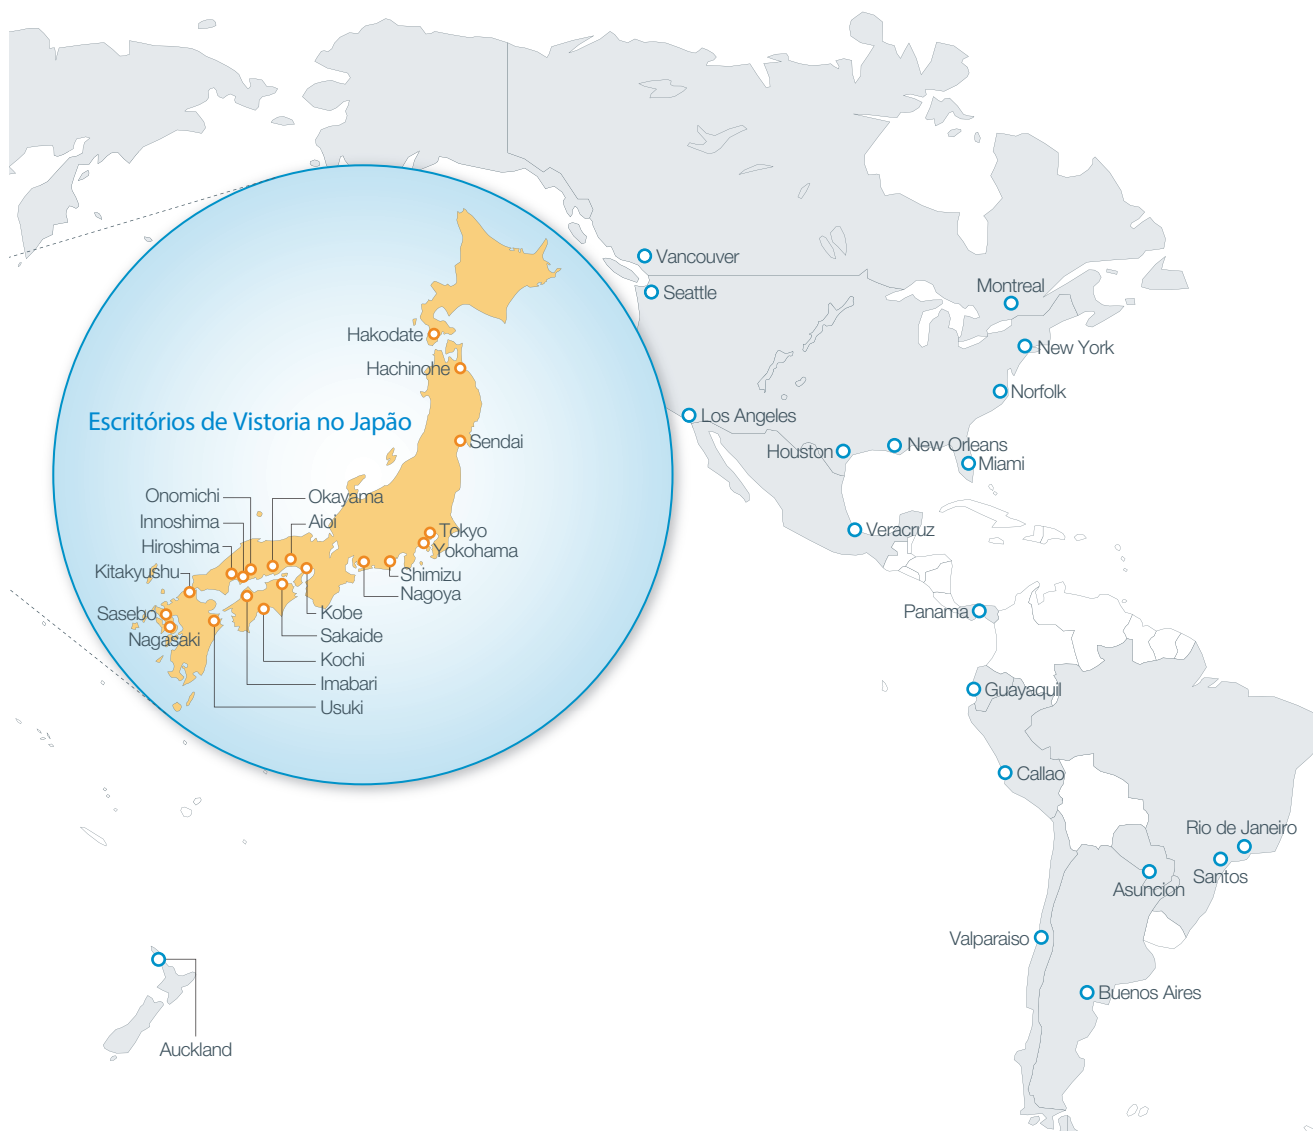 Vancouver
Seattle
Montreal
New York
Hakodate
Hachinohe
Norfolk
Los Angeles
Escritórios de Vistoria no Japão
Sendai
New Orleans
Houston
Miami
Onomichi
Okayama
Innoshima
Aioi
Tokyo
Veracruz
Hiroshima
Yokohama
Kitakyushu
Shimizu
Nagoya
Sasebo
Kobe
Panama
Nagasaki
Sakaide
Kochi
Imabari
Guayaquil
Usuki
Callao
Rio de Janeiro
Santos
Asuncion
Valparaiso
Buenos Aires
Auckland